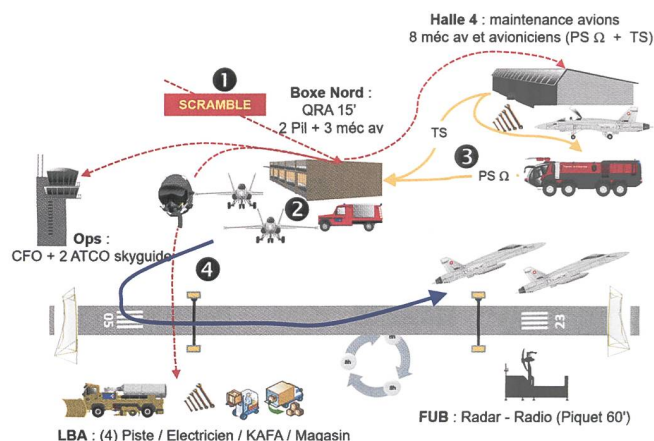 Halle 4 : maintenance avions
8 méc av et avioniciens (PS Ω + TS)
1
SCRAMBLE
Boxe Nord :
QRA 15'
2 Pil + 3 méc av
TS
3
PS Ω
2
Ops :
CFO + 2 ATCO skyguide
4
05
23
LBA : (4) Piste / Electricien / KAFA / Magasin
FUB : Radar - Radio (Piquet 60')